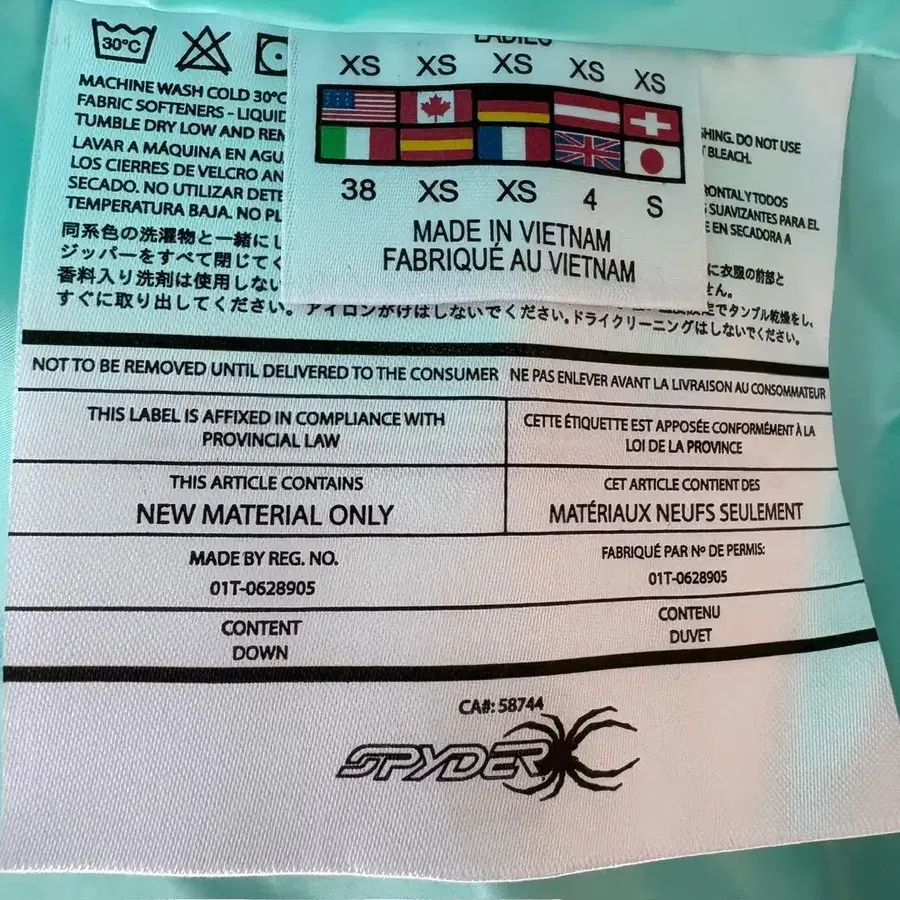 30°C
MACHINE WASH COLD 30°C
FABRIC SOFTENERS - LIQUID
TUMBLE DRY LOW AND
LAVAR A MÁQUINA EN
LOS CIERRES DE VELCRO
SECADO. NO UTILIZAR
TEMPERATURA BAJA. NO
同系色の洗濯物と一緒に
ジッパーをすべて閉じて
香料入り洗剤は使用しない
すぐに取り出してください。アイロンがけはしないでください。ドライクリーニングはしないでください。
DO NOT USE
BLEACH.
Y TODOS
SUAVIZANTES PARA EL
EN SECADORA A
に衣服の前部と
せん。
でタンブル乾燥をし、
LADIES
XS XS XS XS XS
38 XS XS 4 S
MADE IN VIETNAM
FABRIQUÉ AU VIETNAM
NOT TO BE REMOVED UNTIL DELIVERED TO THE CONSUMER NE PAS ENLEVER AVANT LA LIVRAISON AU CONSOMMATEUR
THIS LABEL IS AFFIXED IN COMPLIANCE WITH
PROVINCIAL LAW
CETTE ÉTIQUETTE EST APPOSÉE CONFORMÉMENT À LA
LOI DE LA PROVINCE
THIS ARTICLE CONTAINS
NEW MATERIAL ONLY
CET ARTICLE CONTIENT DES
MATÉRIAUX NEUFS SEULEMENT
MADE BY REG. NO.
01T-0628905
FABRIQUÉ PAR Nº DE PERMIS:
01T-0628905
CONTENT
DOWN
CONTENU
DUVET
CA#: 58744
SPYDER